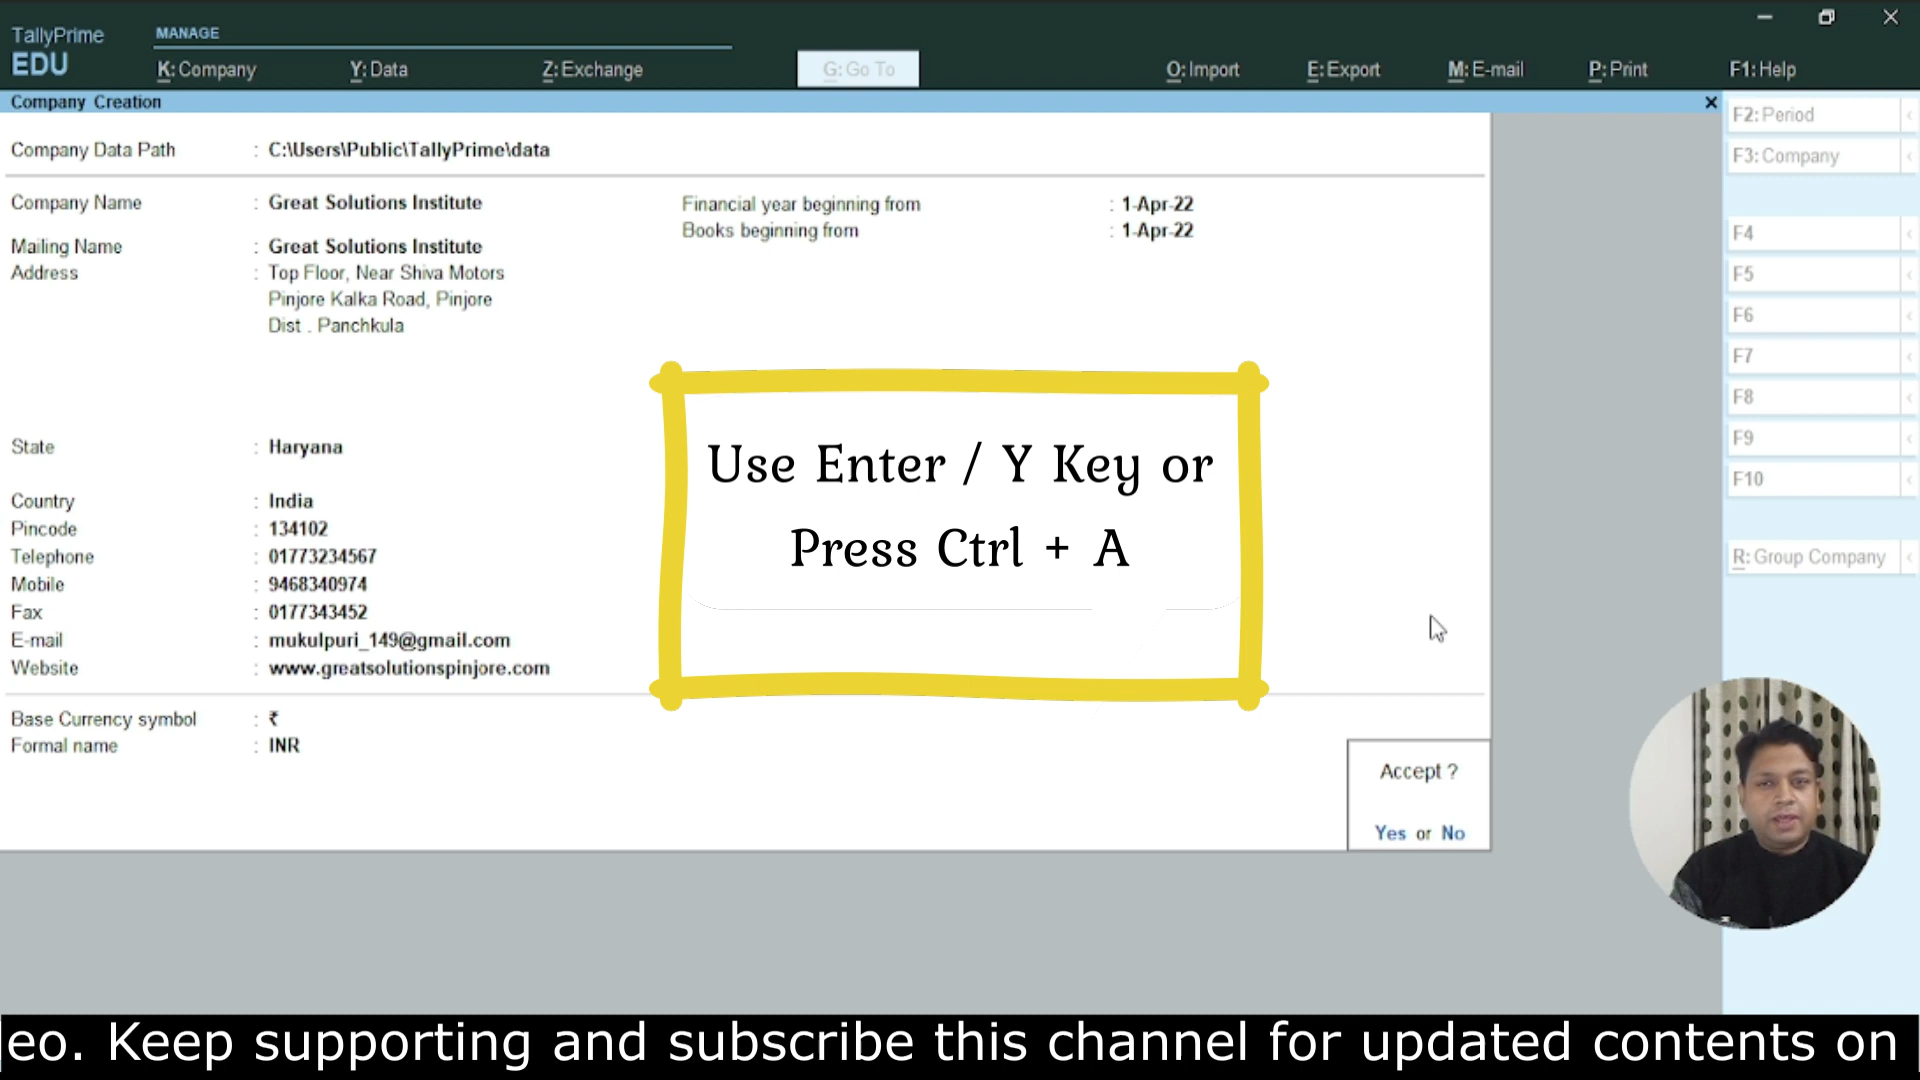 TallyPrime
EDU
MANAGE
K: Company
Y: Data
Z: Exchange
G: Go To
O: Import
E: Export
M: E-mail
P: Print
F1: Help
Company Creation
Company Data Path : C:\Users\Public\TallyPrime\data
Company Name : Great Solutions Institute
Mailing Name : Great Solutions Institute
Address : Top Floor, Near Shiva Motors
Pinjore Kalka Road, Pinjore
Dist . Panchkula
State : Haryana
Country : India
Pincode : 134102
Telephone : 01773234567
Mobile : 9468340974
Fax : 0177343452
E-mail : mukulpuri_149@gmail.com
Website : www.greatsolutionspinjore.com
Base Currency symbol : ₹
Formal name : INR
Financial year beginning from : 1-Apr-22
Books beginning from : 1-Apr-22
Use Enter / Y Key or
Press Ctrl + A
Accept ?
Yes or No
F2: Period
F3: Company
F4
F5
F6
F7
F8
F9
F10
R: Group Company
eo. Keep supporting and subscribe this channel for updated contents on